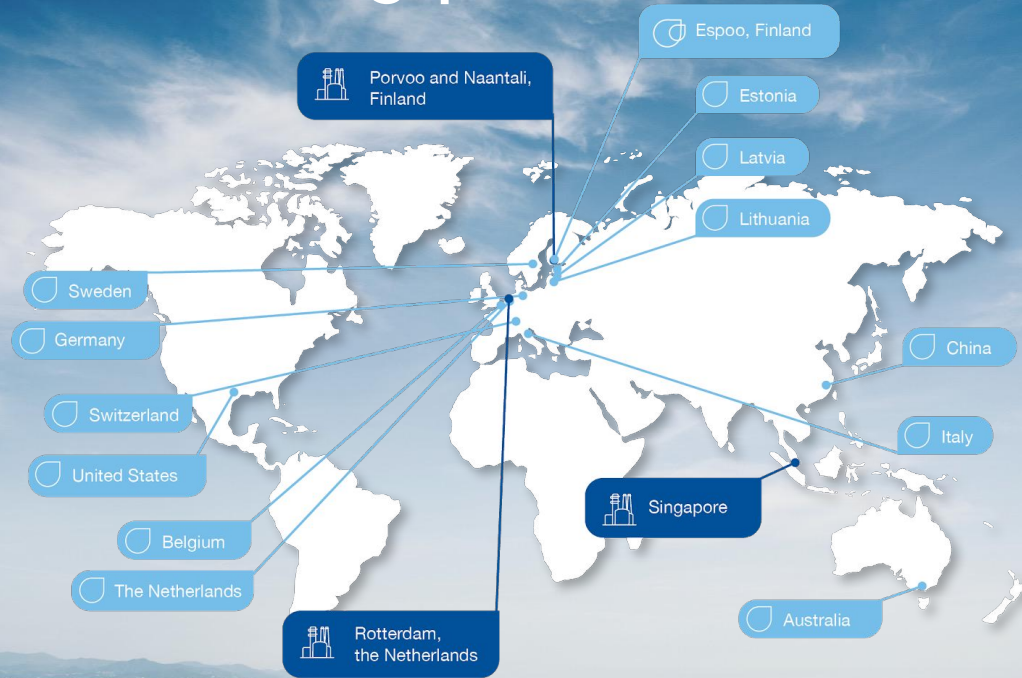 Espoo, Finland
Porvoo and Naantali,
Finland
Estonia
Latvia
Lithuania
Sweden
Germany
China
Switzerland
Italy
United States
Singapore
Belgium
The Netherlands
Australia
Rotterdam,
the Netherlands